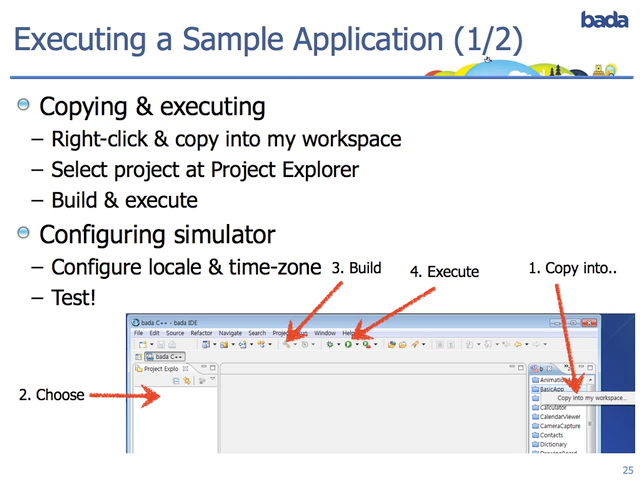 bada
Executing a Sample Application (1/2)
Copying & executing
– Right-click & copy into my workspace
– Select project at Project Explorer
– Build & execute
Configuring simulator
– Configure locale & time-zone
– Test!
3. Build
4. Execute
1. Copy into..
2. Choose
bada C++ - bada IDE
File Edit Source Refactor Navigate Search Project Window Help
bada C++
Project Explo
b
Animatio
BasicApp
Copy into my workspace...
Calculator
CalendarViewer
CameraCapture
Contacts
Dictionary
25